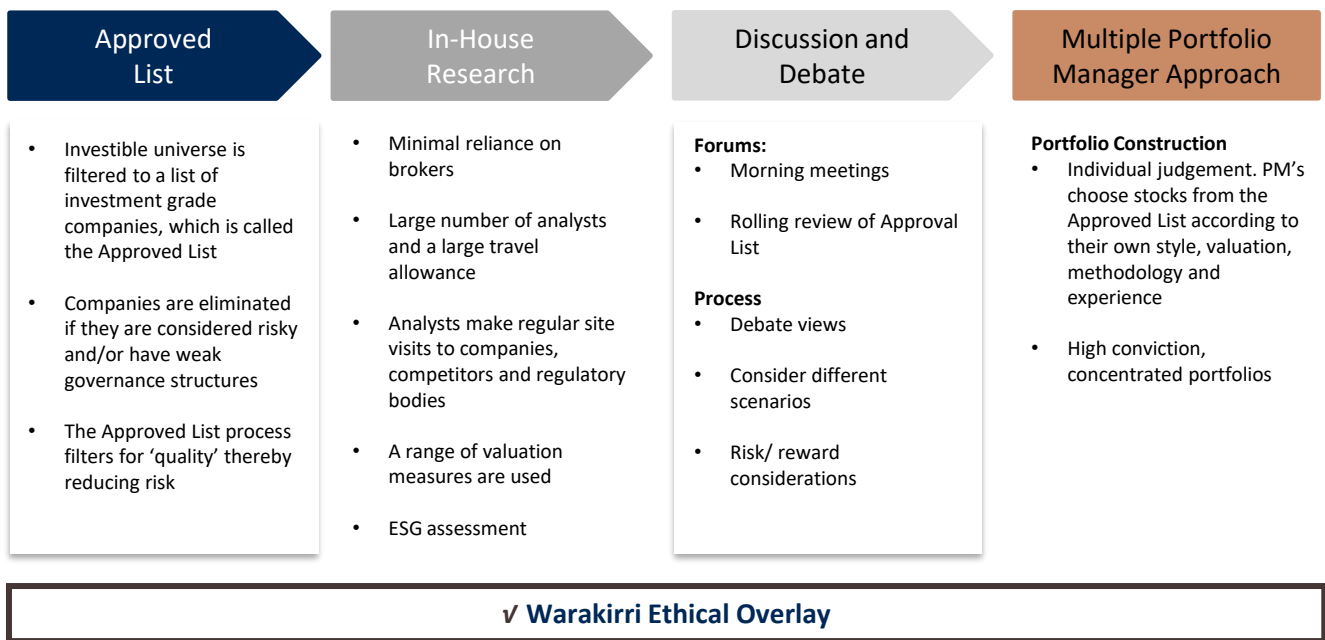 Approved
List
In-House
Research
Discussion and
Debate
Multiple Portfolio
Manager Approach
• Investible universe is
filtered to a list of
investment grade
companies, which is called
the Approved List
• Companies are eliminated
if they are considered risky
and/or have weak
governance structures
• The Approved List process
filters for ‘quality’ thereby
reducing risk
• Minimal reliance on
brokers
• Large number of analysts
and a large travel
allowance
• Analysts make regular site
visits to companies,
competitors and regulatory
bodies
• A range of valuation
measures are used
• ESG assessment
Forums:
• Morning meetings
• Rolling review of Approval
List
Process
• Debate views
• Consider different
scenarios
• Risk/ reward
considerations
Portfolio Construction
• Individual judgement. PM’s
choose stocks from the
Approved List according to
their own style, valuation,
methodology and
experience
• High conviction,
concentrated portfolios
√ Warakirri Ethical Overlay